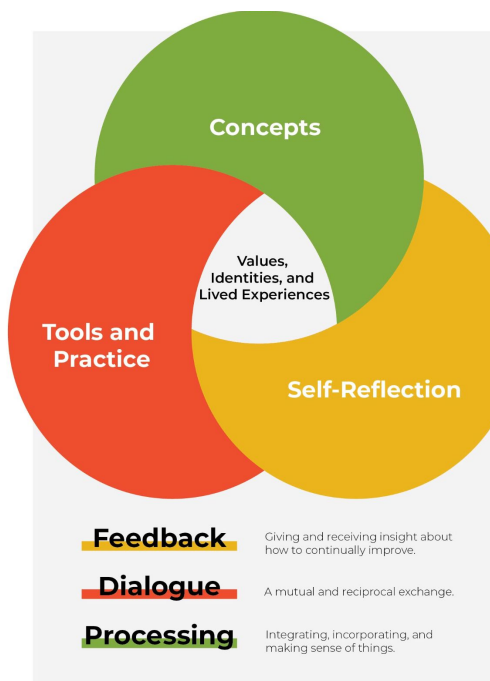 Concepts
Values,
Identities, and
Lived Experiences
Tools and
Practice
Self-Reflection
Feedback
Giving and receiving insight about
how to continually improve.
Dialogue
A mutual and reciprocal exchange.
Processing
Integrating, incorporating, and
making sense of things.